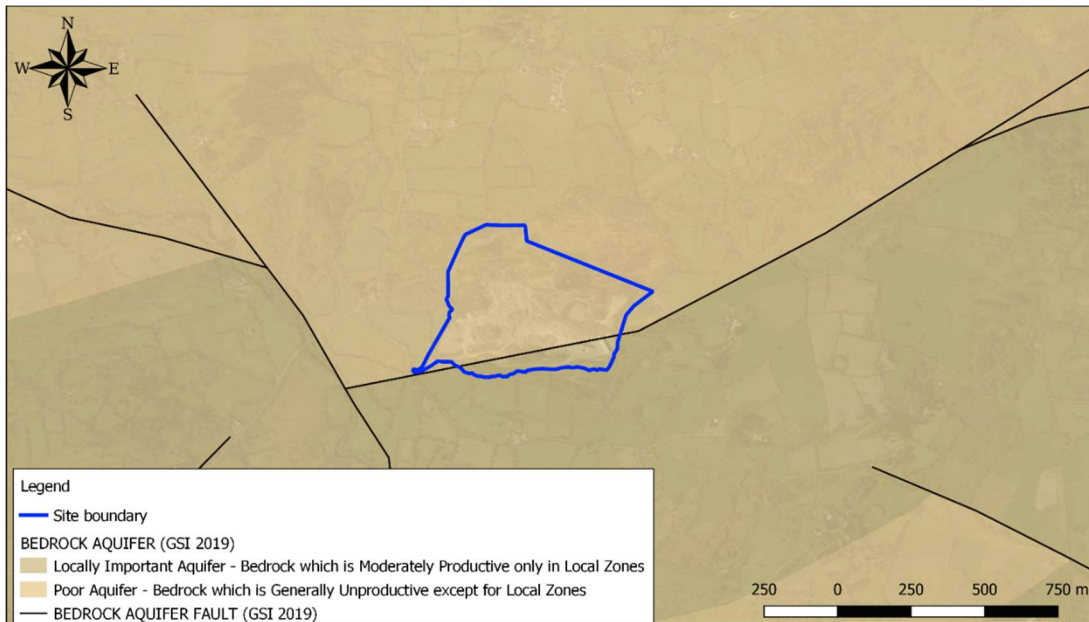 N
W E
S
Legend
Site boundary
BEDROCK AQUIFER (GSI 2019)
Locally Important Aquifer - Bedrock which is Moderately Productive only in Local Zones
Poor Aquifer - Bedrock which is Generally Unproductive except for Local Zones
BEDROCK AQUIFER FAULT (GSI 2019)
250 0 250 500 750 m